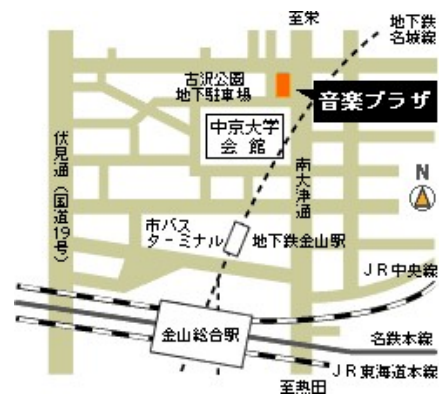 至栄
地下鉄
名城線
古沢公園
地下駐車場
音楽プラザ
中京大学
会館
伏見通(国道19号)
南大津通
N
市バス
ターミナル
地下鉄金山駅
JR中央線
金山総合駅
名鉄本線
JR東海道本線
至熱田